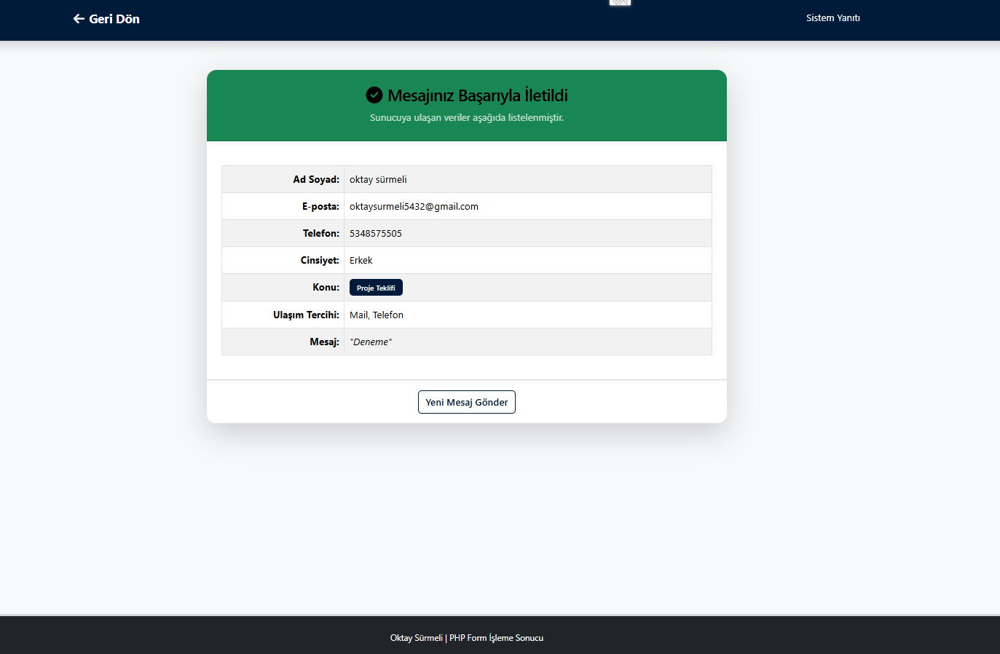 Geri Dön
Sistem Yanıtı
Mesajınız Başarıyla İletildi
Sunucuya ulaşan veriler aşağıda listelenmiştir.
Ad Soyad: oktay sürmeli
E-posta: oktaysurmeli5432@gmail.com
Telefon: 5348575505
Cinsiyet: Erkek
Konu: Proje Teklifi
Ulaşım Tercihi: Mail, Telefon
Mesaj: "Deneme"
Yeni Mesaj Gönder
Oktay Sürmeli | PHP Form İşleme Sonucu